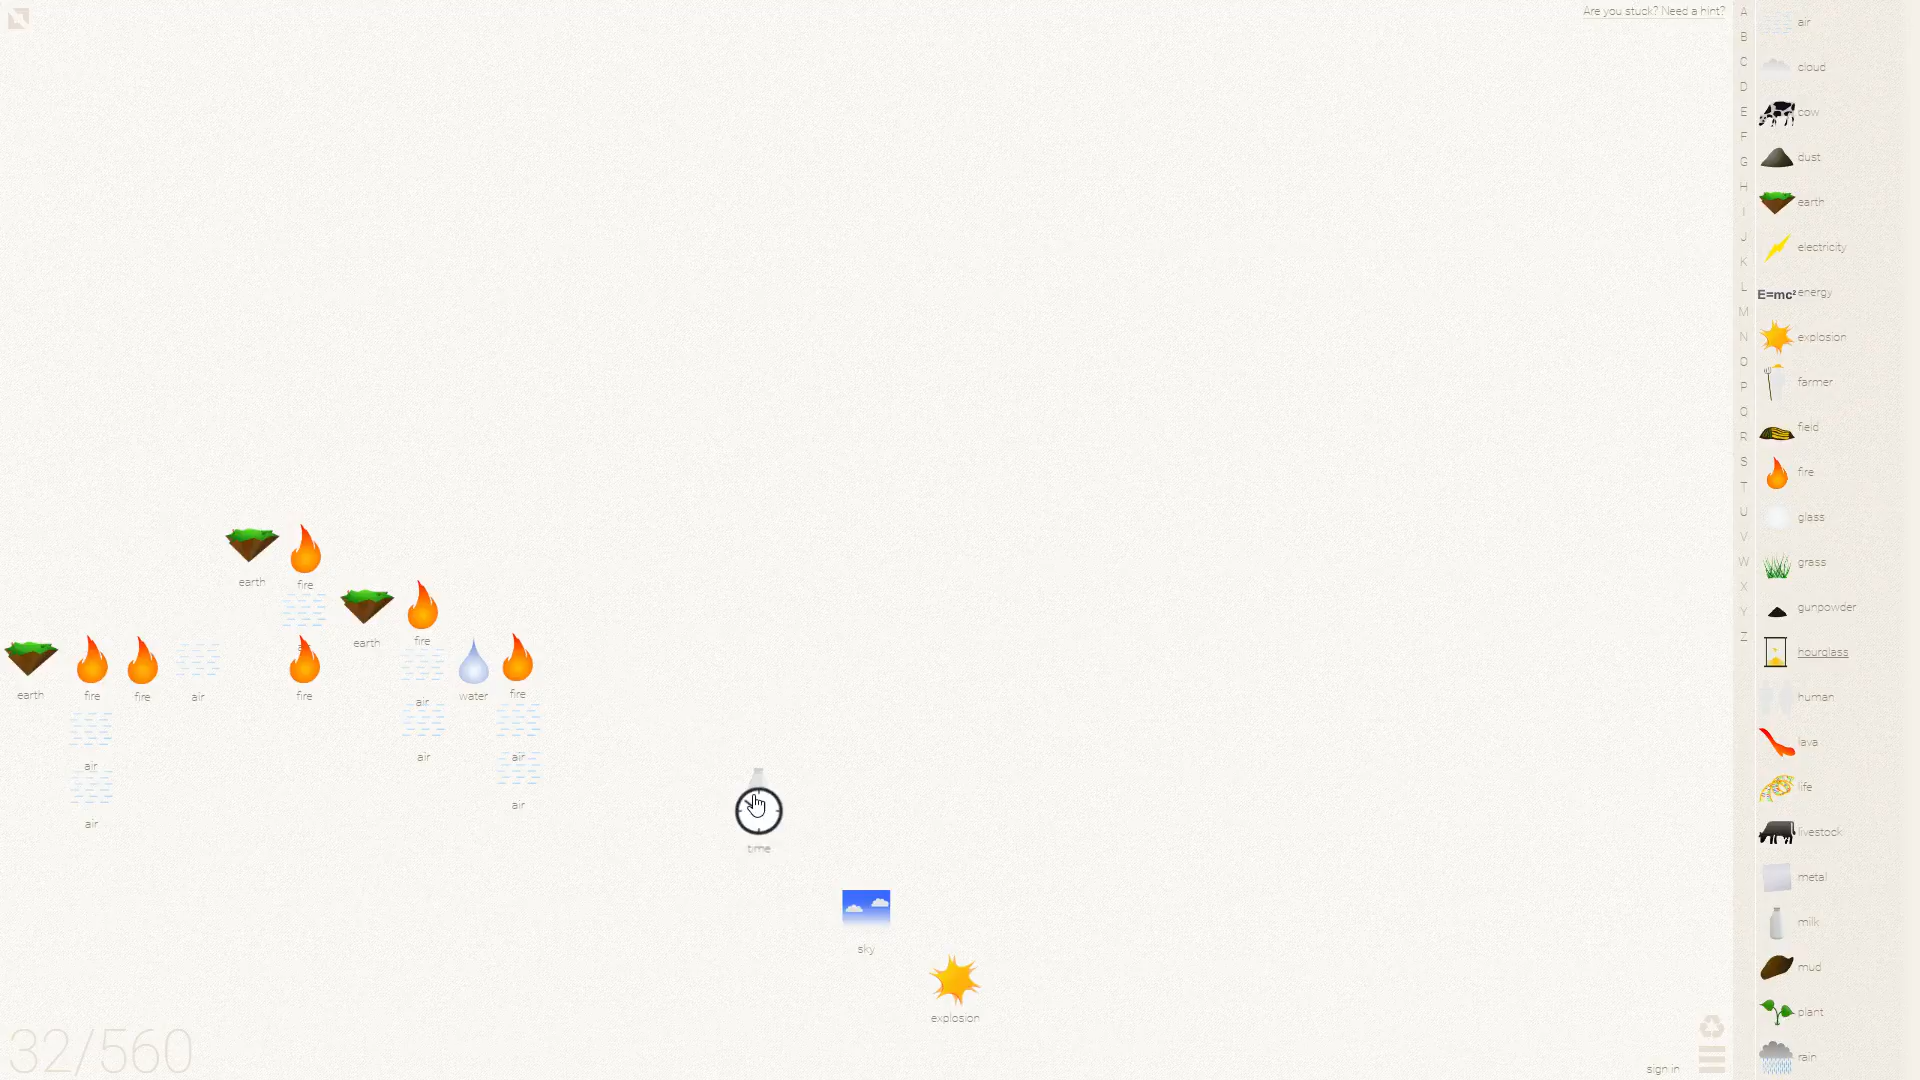 Are you stuck? Need a hint?
A
B
C
D
E
F
G
H
I
J
K
L
M
N
O
P
Q
R
S
T
U
V
W
X
Y
Z
air
cloud
cow
dust
earth
electricity
E=mc² energy
explosion
farmer
field
fire
glass
grass
gunpowder
hourglass
human
lava
life
livestock
metal
milk
mud
plant
rain
earth
fire
air
earth
fire
earth
fire
fire
air
fire
air
water
fire
air
air
air
air
air
time
sky
explosion
32/560
sign in